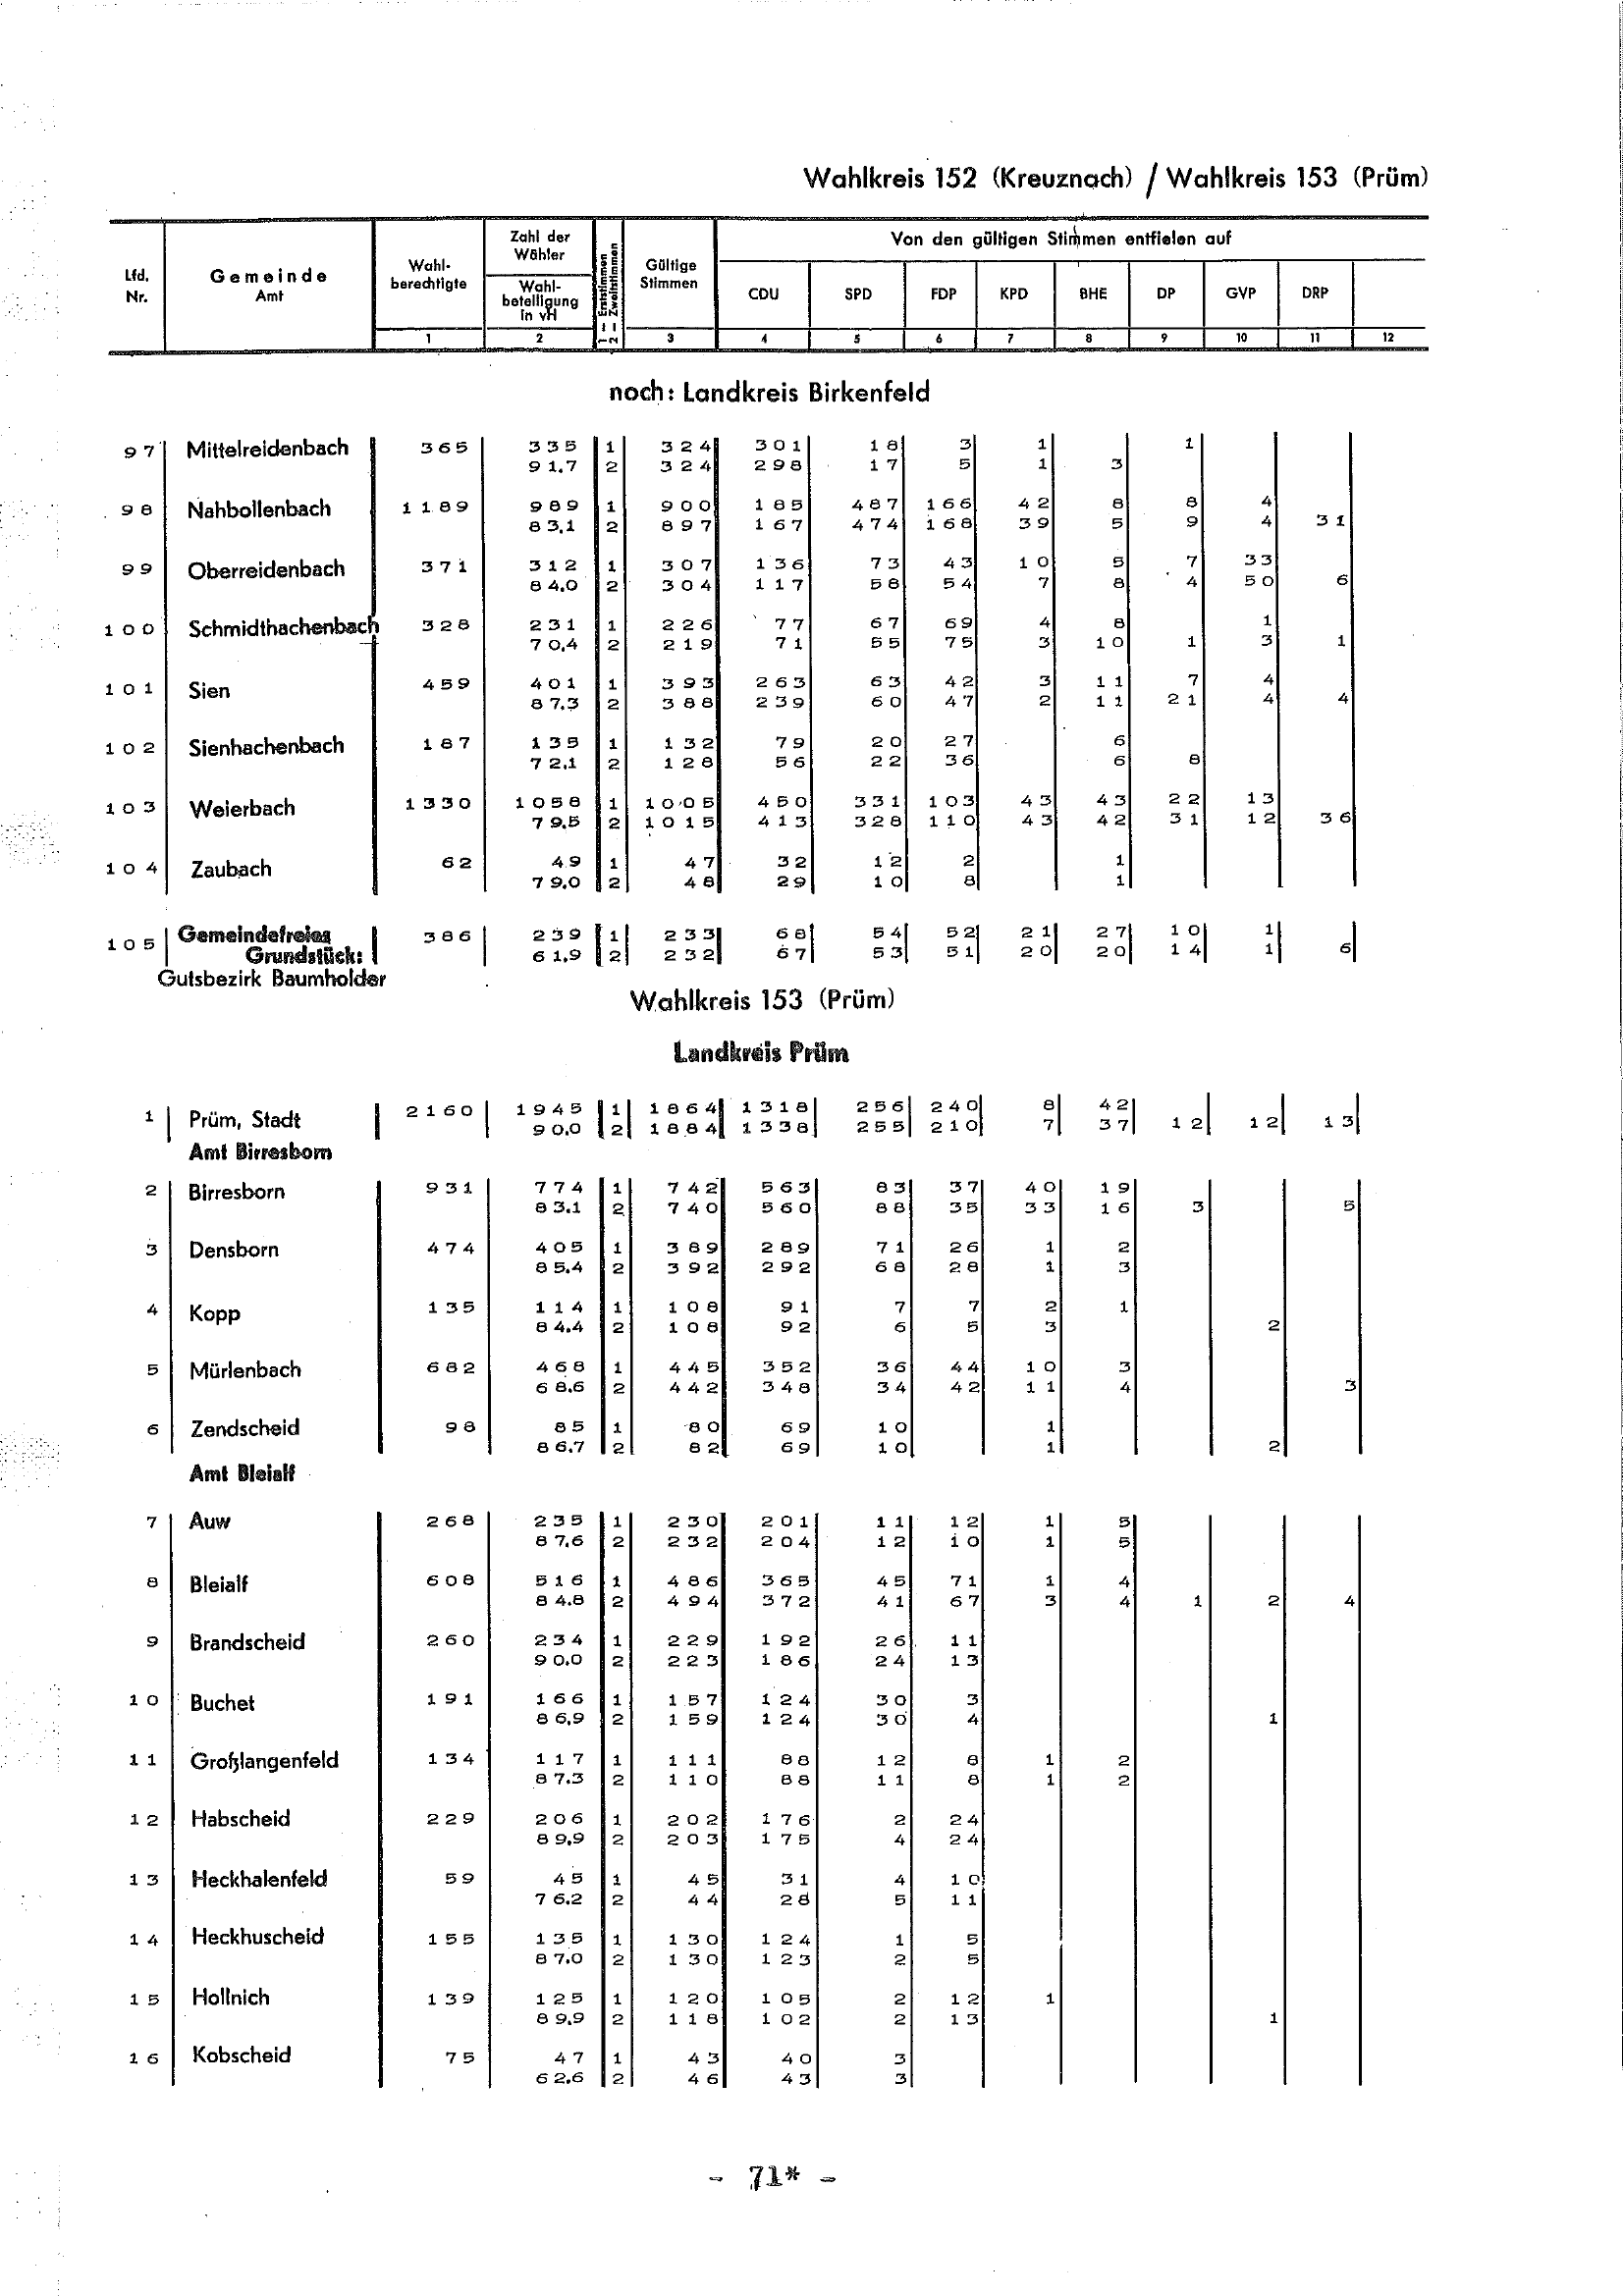 Wahlkreis 152 (Kreuznach) / Wahlkreis 153 (Prüm)
Lfd. Nr. | Gemeinde Amt | Wahl-berechtigte | Zahl der Wähler | Wahl-beteiligung in vH | 1 = Erststimmen 2 = Zweitstimmen | Gültige Stimmen | Von den gültigen Stimmen entfielen auf
CDU SPD FDP KPD BHE DP GVP DRP
1 2 3 4 5 6 7 8 9 10 11 12
noch: Landkreis Birkenfeld
97 Mittelreidenbach 365 335 1 324 301 18 3 1 1
91,7 2 324 298 17 5 1 3
98 Nahbollenbach 1189 989 1 900 185 487 166 42 8 8 4
83,1 2 897 167 474 168 39 5 9 4 31
99 Oberreidenbach 371 312 1 307 136 73 43 10 5 7 33
84,0 2 304 117 58 54 7 8 4 50 6
100 Schmidthachenbach 328 231 1 226 77 67 69 4 8 1
70,4 2 219 71 55 75 3 10 1 3 1
101 Sien 459 401 1 393 263 63 42 3 11 7 4
87,3 2 388 239 60 47 2 11 21 4 4
102 Sienhachenbach 187 135 1 132 79 20 27 6
72,1 2 128 56 22 36 6 8
103 Weierbach 1330 1058 1 1005 450 331 103 43 43 22 13
79,5 2 1015 413 328 110 43 42 31 12 36
104 Zaubach 62 49 1 47 32 12 2 1
79,0 2 48 29 10 8 1
105 Gemeindefreies 386 239 1 233 68 54 52 21 27 10 1
Grundstück: 61,9 2 232 67 53 51 20 20 14 1 6
Gutsbezirk Baumholder
Wahlkreis 153 (Prüm)
Landkreis Prüm
1 Prüm, Stadt 2160 1945 1 1864 1318 256 240 8 42
90,0 2 1884 1338 255 210 7 37 12 12 13
Amt Birresborn
2 Birresborn 931 774 1 742 563 83 37 40 19
83,1 2 740 560 88 35 33 16 3 5
3 Densborn 474 405 1 389 289 71 26 1 2
85,4 2 392 292 68 28 1 3
4 Kopp 135 114 1 108 91 7 7 2 1
84,4 2 108 92 6 5 3 2
5 Mürlenbach 682 468 1 445 352 36 44 10 3
68,6 2 442 348 34 42 11 4 3
6 Zendscheid 98 85 1 80 69 10 1
86,7 2 82 69 10 1 2
Amt Bleialf
7 Auw 268 235 1 230 201 11 12 1 5
87,6 2 232 204 12 10 1 5
8 Bleialf 608 516 1 486 365 45 71 1 4
84,8 2 494 372 41 67 3 4 1 2 4
9 Brandscheid 260 234 1 229 192 26 11
90,0 2 223 186 24 13
10 Buchet 191 166 1 157 124 30 3
86,9 2 159 124 30 4 1
11 Großlangenfeld 134 117 1 111 88 12 8 1 2
87,3 2 110 88 11 8 1 2
12 Habscheid 229 206 1 202 176 2 24
89,9 2 203 175 4 24
13 Heckhalenfeld 59 45 1 45 31 4 10
76,2 2 44 28 5 11
14 Heckhuscheid 155 135 1 130 124 1 5
87,0 2 130 123 2 5
15 Hollnich 139 125 1 120 105 2 12 1
89,9 2 118 102 2 13 1
16 Kobscheid 75 47 1 43 40 3
62,6 2 46 43 3
- 71* -